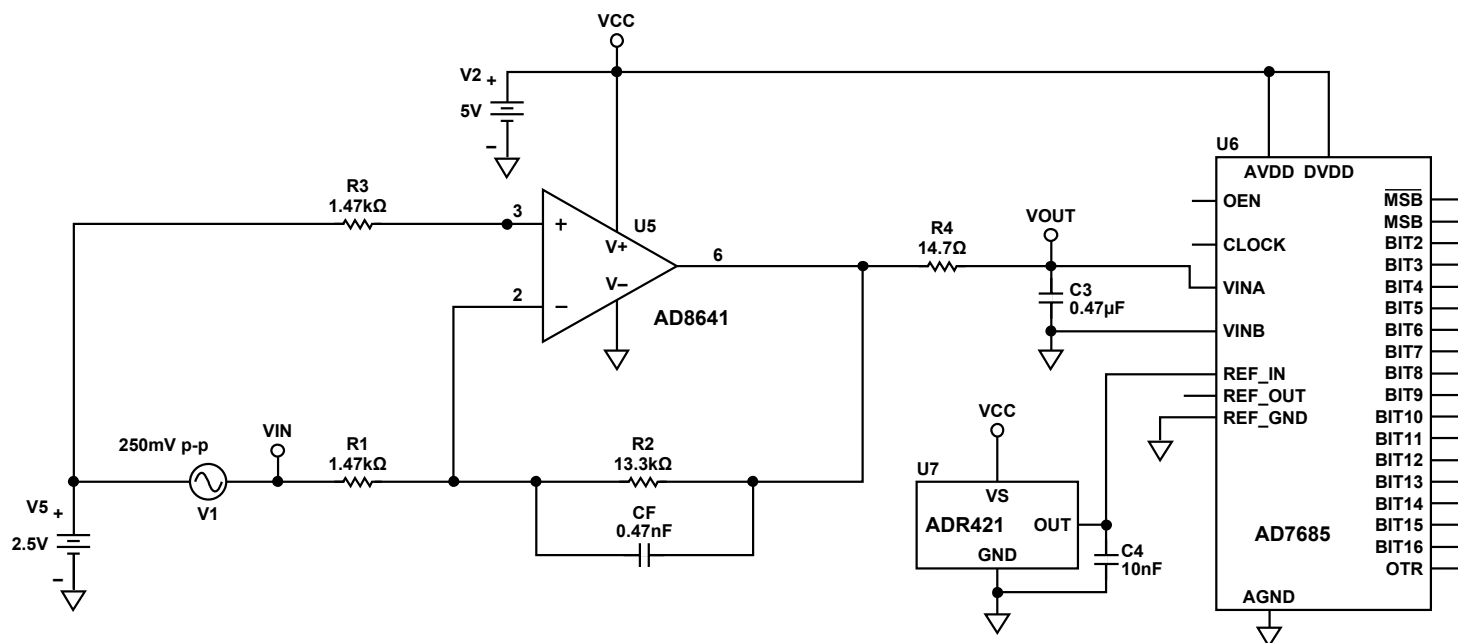 VCC
V2 +
5V
–
R3
1.47kΩ
3
+
U5
V+
V–
2
–
6
AD8641
R4
14.7Ω
VOUT
C3
0.47µF
250mV p-p
VIN
V1
R1
1.47kΩ
R2
13.3kΩ
CF
0.47nF
V5 +
2.5V
–
VCC
U7
VS
ADR421
OUT
GND
C4
10nF
U6
AVDD DVDD
OEN
CLOCK
VINA
VINB
REF_IN
REF_OUT
REF_GND
AD7685
AGND
MSB
MSB
BIT2
BIT3
BIT4
BIT5
BIT6
BIT7
BIT8
BIT9
BIT10
BIT11
BIT12
BIT13
BIT14
BIT15
BIT16
OTR